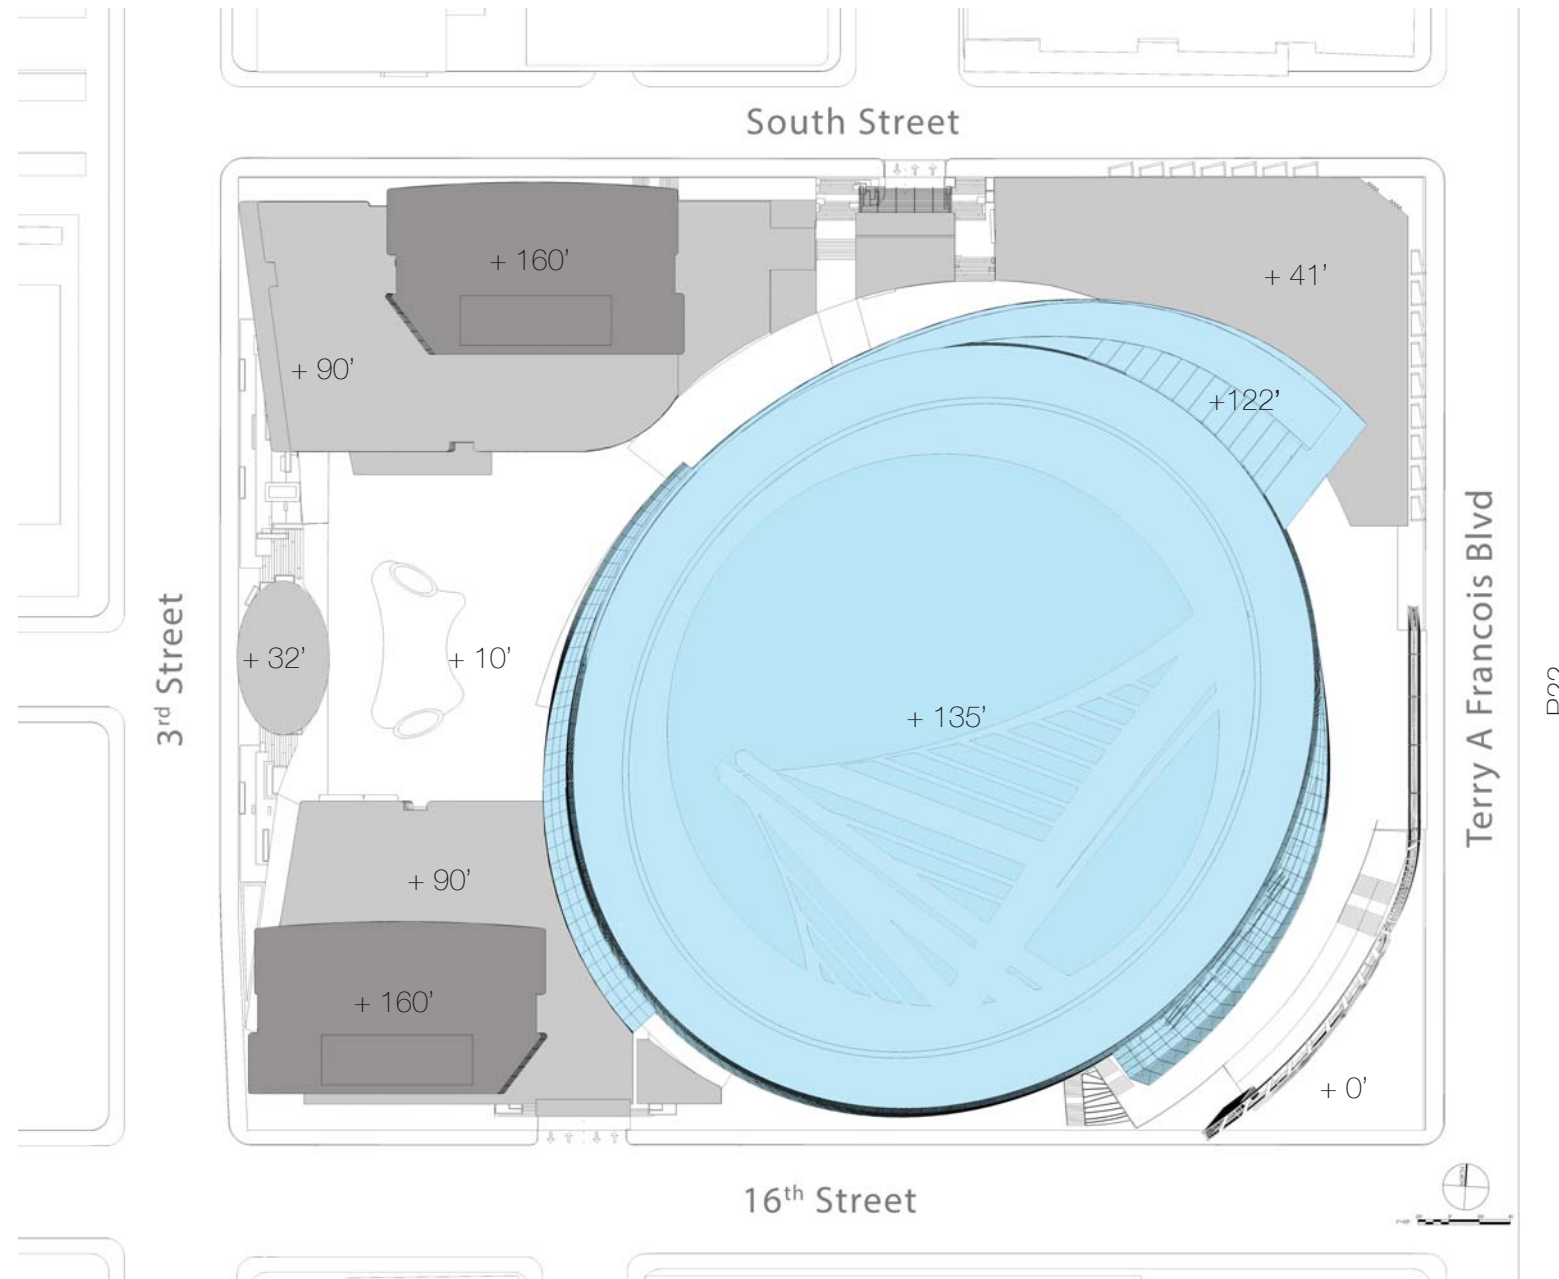 South Street
+ 160’
+ 41’
+ 90’
+122’
3rd Street
+ 32’
+ 10’
+ 135’
Terry A Francois Blvd
+ 90’
+ 160’
+ 0’
16th Street